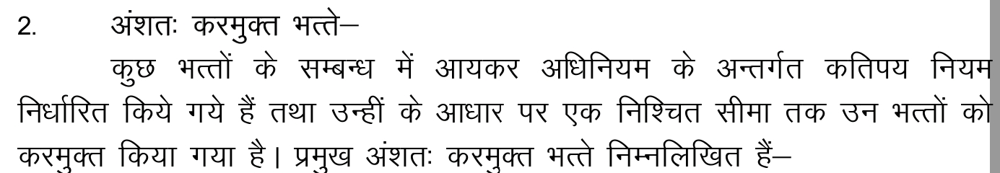 2. अंशतः करमुक्त भत्ते—
कुछ भत्तों के सम्बन्ध में आयकर अधिनियम के अन्तर्गत कतिपय नियम
निर्धारित किये गये हैं तथा उन्हीं के आधार पर एक निश्चित सीमा तक उन भत्तों को
करमुक्त किया गया है। प्रमुख अंशतः करमुक्त भत्ते निम्नलिखित हैं—